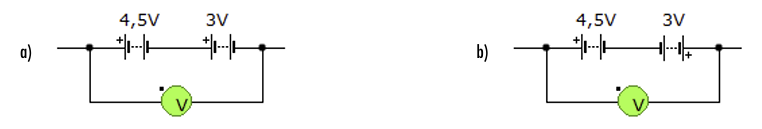 4,5V 3V
a) + +
V
4,5V 3V
b) + +
V